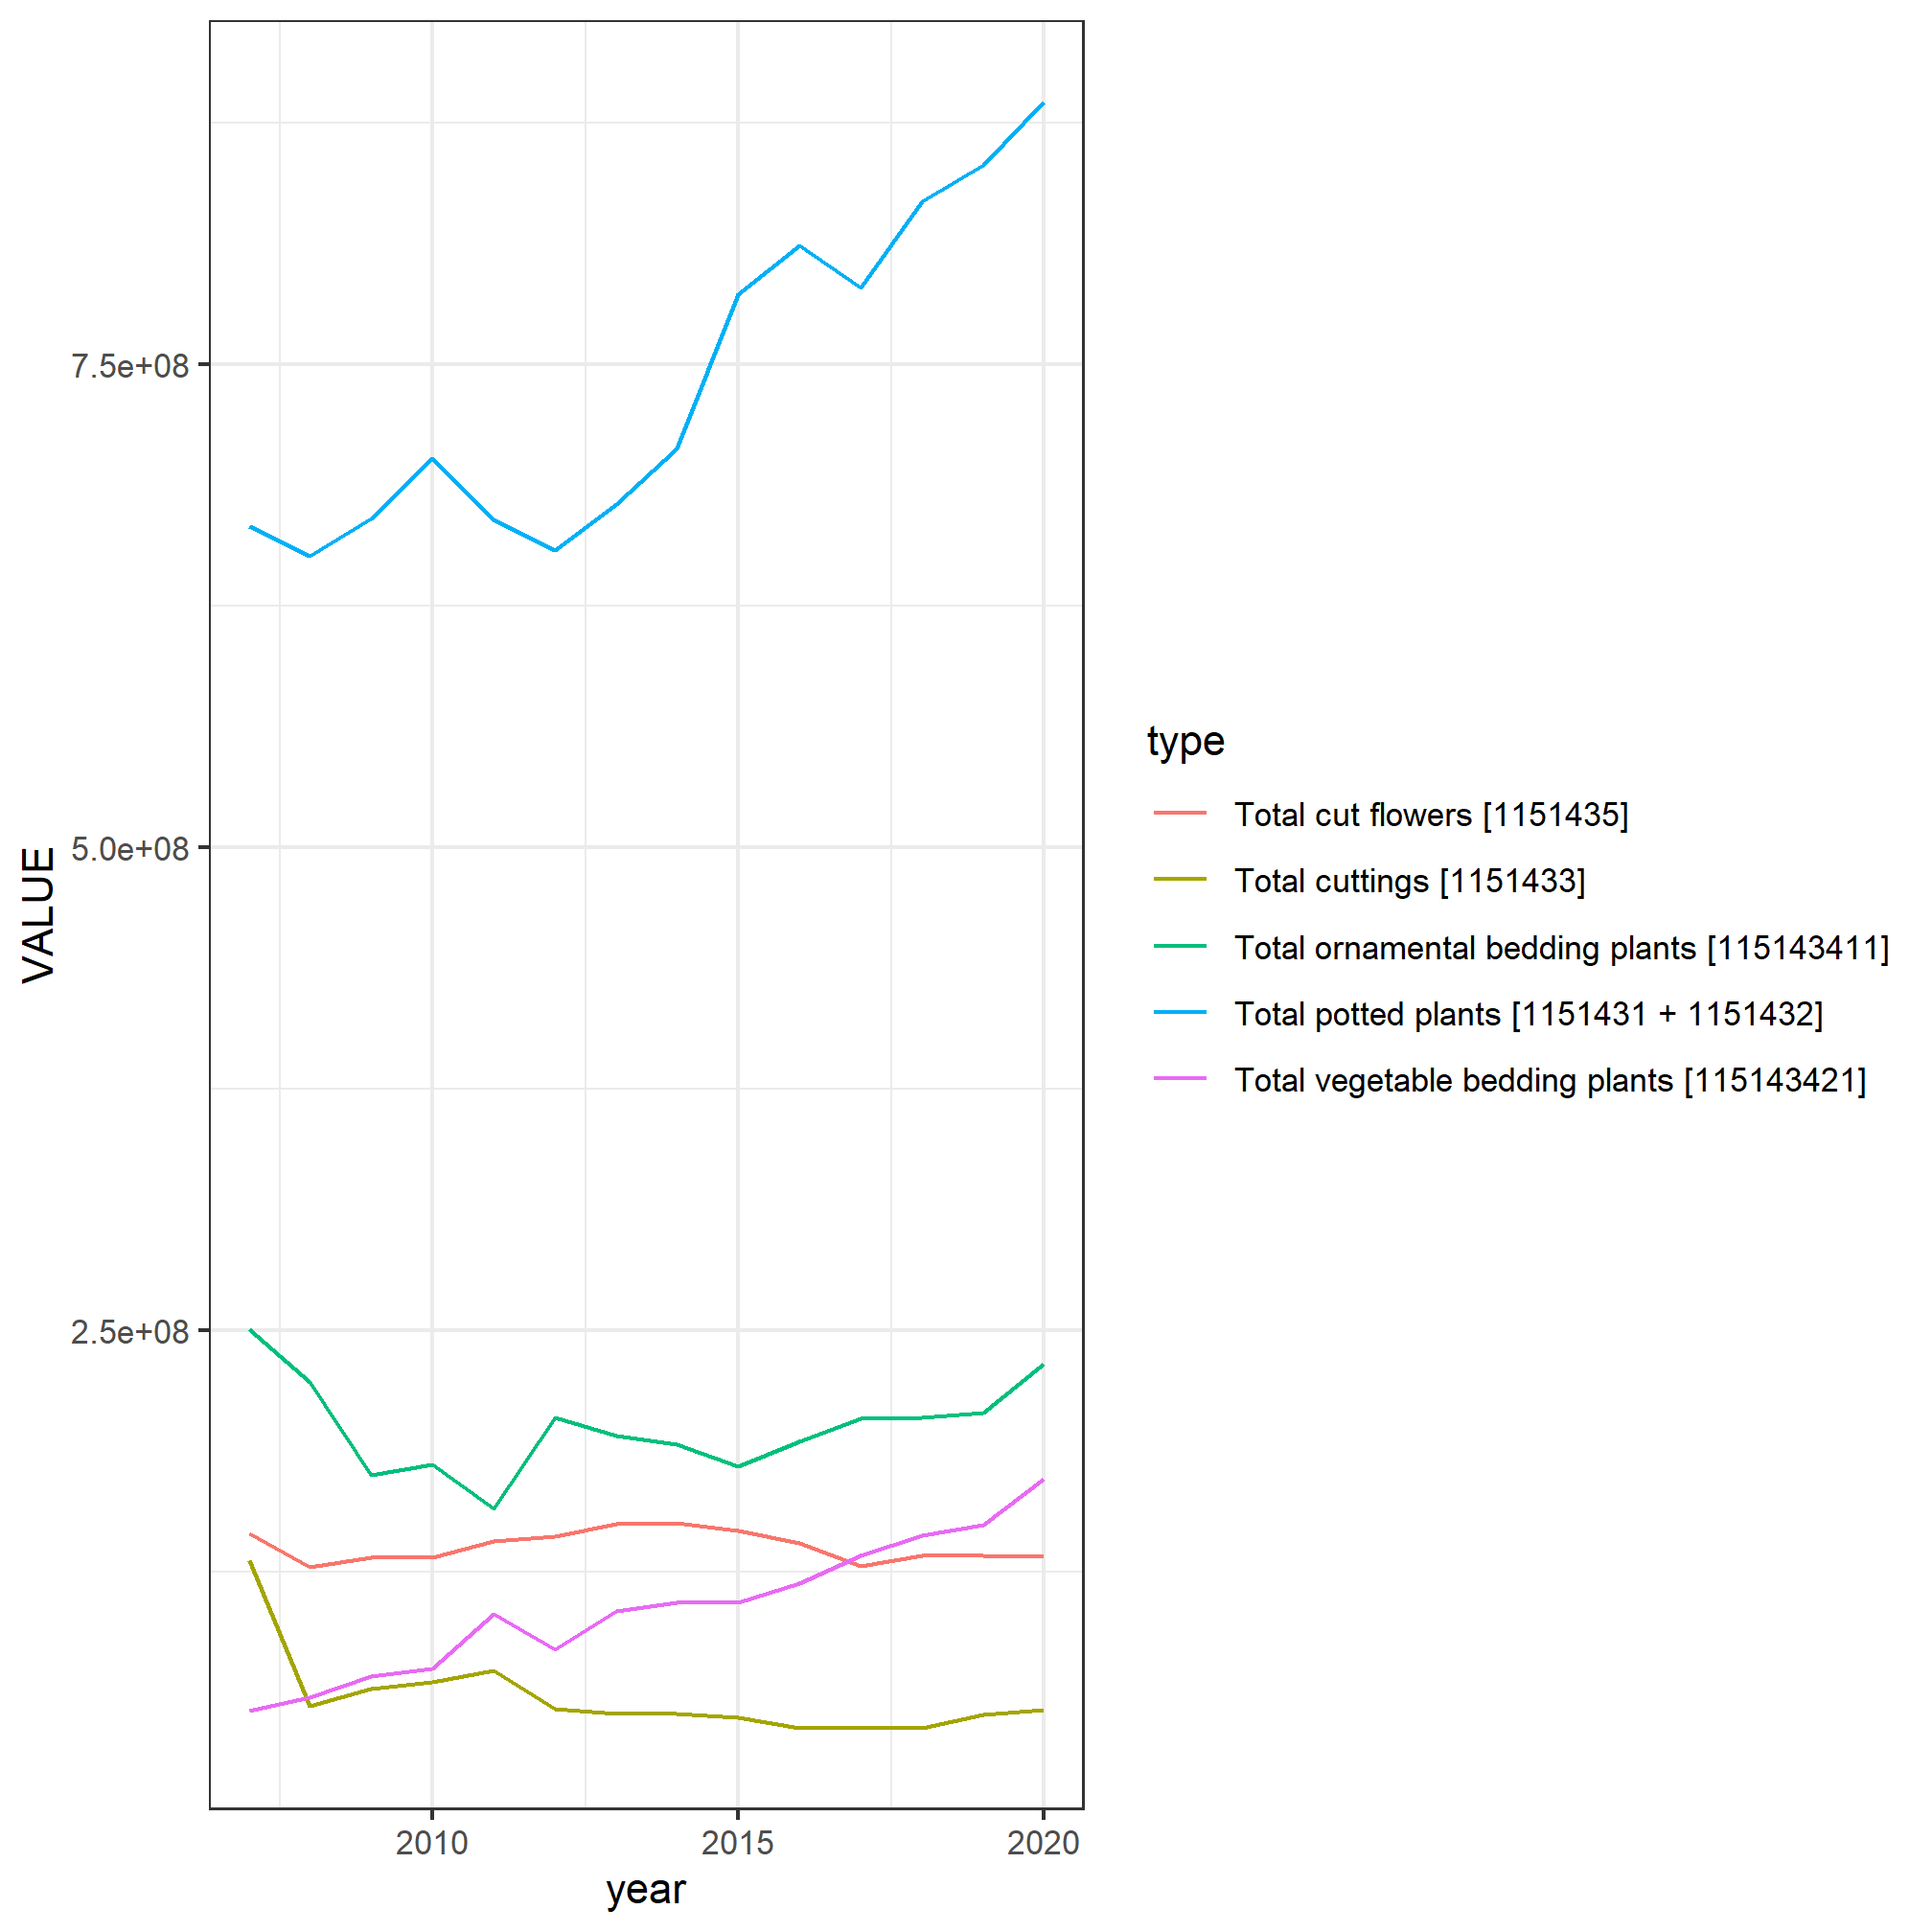 7.5e+08
5.0e+08
2.5e+08
VALUE
2010 2015 2020
year
type
Total cut flowers [1151435]
Total cuttings [1151433]
Total ornamental bedding plants [115143411]
Total potted plants [1151431 + 1151432]
Total vegetable bedding plants [115143421]